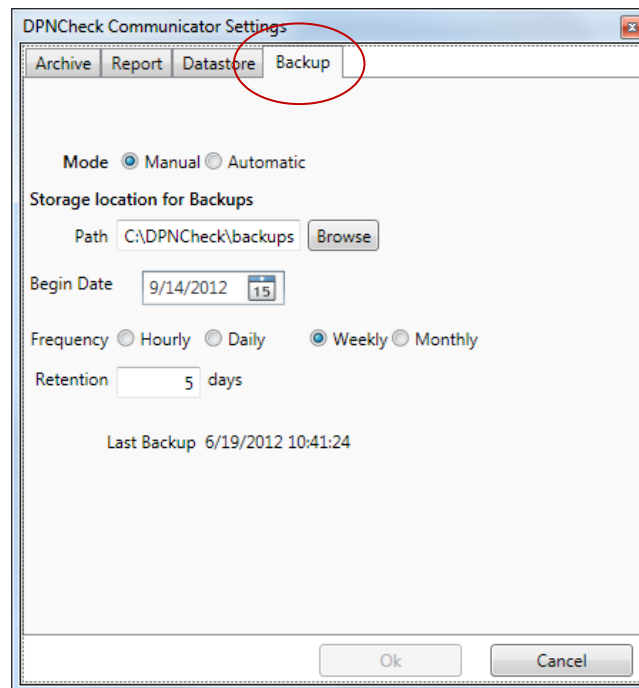 DPNCheck Communicator Settings
Archive Report Datastore Backup
Mode Manual Automatic
Storage location for Backups
Path C:\DPNCheck\backups Browse
Begin Date 9/14/2012 15
Frequency Hourly Daily Weekly Monthly
Retention 5 days
Last Backup 6/19/2012 10:41:24
Ok Cancel